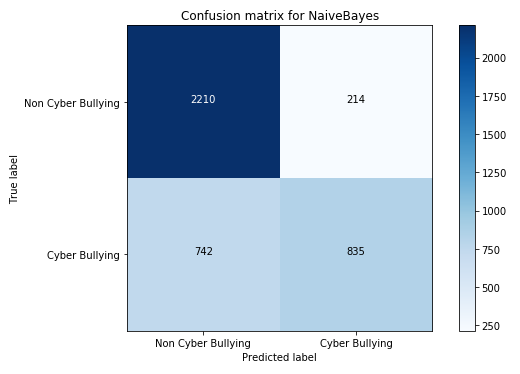 Confusion matrix for NaiveBayes
True label
Non Cyber Bullying
2210 214
Cyber Bullying
742 835
Non Cyber Bullying Cyber Bullying
Predicted label
2000
1750
1500
1250
1000
750
500
250